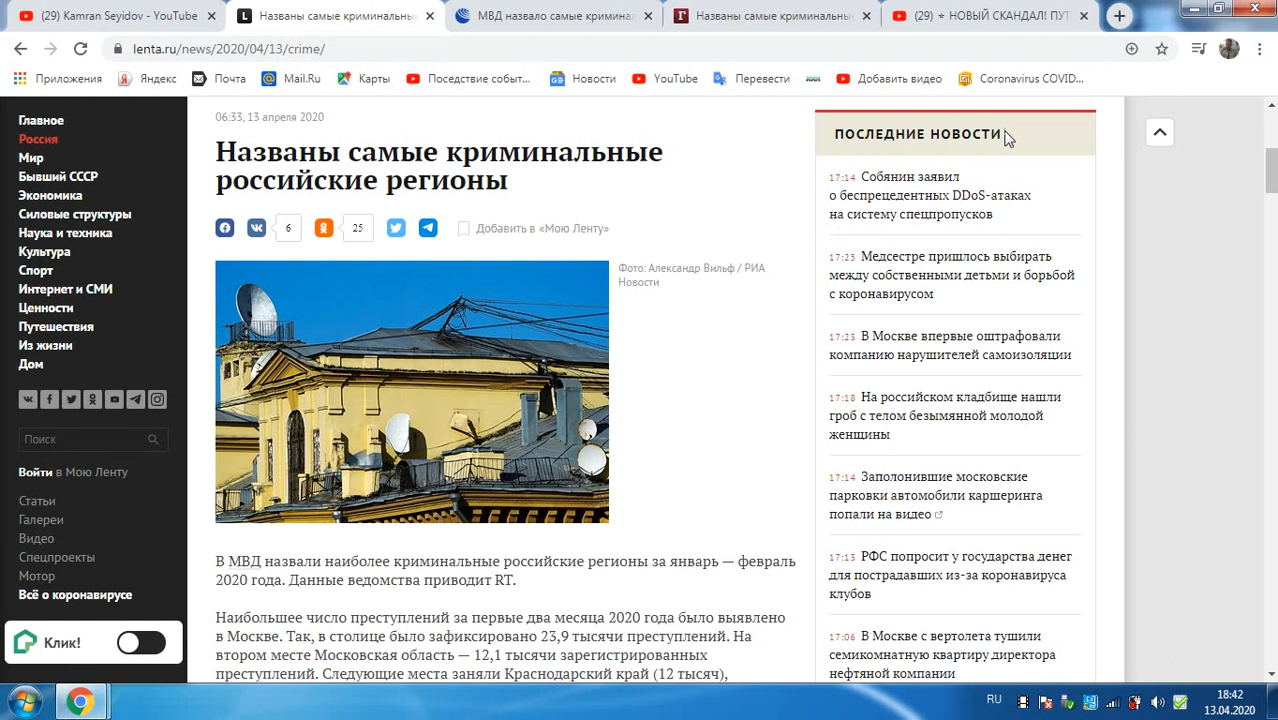 (29) Kamran Seyidov - YouTube
Названы самые криминальны
МВД назвало самые криминал
Названы самые криминальны
(29) НОВЫЙ СКАНДАЛ! ПУТ
lenta.ru/news/2020/04/13/crime/
Приложения
Яндекс
Почта
Mail.Ru
Карты
Поседствие событ...
Новости
YouTube
Перевести
Добавить видео
Coronavirus COVID...
Главное
Россия
Мир
Бывший СССР
Экономика
Силовые структуры
Наука и техника
Культура
Спорт
Интернет и СМИ
Ценности
Путешествия
Из жизни
Дом
Поиск
Войти в Мою Ленту
Статьи
Галереи
Видео
Спецпроекты
Мотор
Всё о коронавирусе
Клик!
06:33, 13 апреля 2020
Названы самые криминальные
российские регионы
6
25
Добавить в «Мою Ленту»
Фото: Александр Вильф / РИА
Новости
В МВД назвали наиболее криминальные российские регионы за январь — февраль
2020 года. Данные ведомства приводит RT.
Наибольшее число преступлений за первые два месяца 2020 года было выявлено
в Москве. Так, в столице было зафиксировано 23,9 тысячи преступлений. На
втором месте Московская область — 12,1 тысячи зарегистрированных
преступлений. Следующие места заняли Краснодарский край (12 тысяч),
ПОСЛЕДНИЕ НОВОСТИ
17:14 Собянин заявил
о беспрецедентных DDoS-атаках
на систему спецпропусков
17:25 Медсестре пришлось выбирать
между собственными детьми и борьбой
с коронавирусом
17:23 В Москве впервые оштрафовали
компанию нарушителей самоизоляции
17:18 На российском кладбище нашли
гроб с телом безымянной молодой
женщины
17:14 Заполонившие московские
парковки автомобили каршеринга
попали на видео
17:13 РФС попросит у государства денег
для пострадавших из-за коронавируса
клубов
17:06 В Москве с вертолета тушили
семикомнатную квартиру директора
нефтяной компании
RU
18:42
13.04.2020